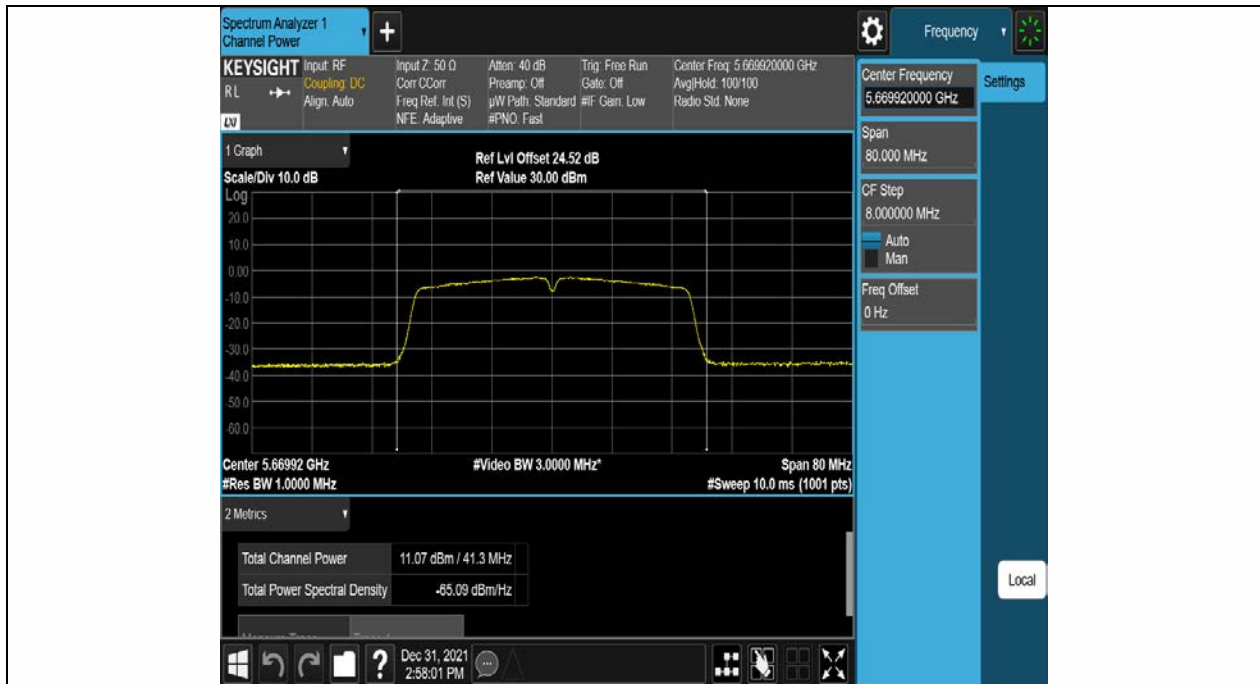 Spectrum Analyzer 1
Channel Power
+
Frequency
KEYSIGHT
RL
LXI
Input: RF
Coupling: DC
Align: Auto
Input Z: 50 Ω
Corr CCorr
Freq Ref: Int (S)
NFE: Adaptive
Atten: 40 dB
Preamp: Off
µW Path: Standard
#PNO: Fast
Trig: Free Run
Gate: Off
#IF Gain: Low
Center Freq: 5.669920000 GHz
Avg|Hold: 100/100
Radio Std: None
Center Frequency
5.669920000 GHz
Settings
Span
80.000 MHz
CF Step
8.000000 MHz
Auto
Man
Freq Offset
0 Hz
1 Graph
Ref Lvl Offset 24.52 dB
Scale/Div 10.0 dB
Ref Value 30.00 dBm
Log
20.0
10.0
0.00
-10.0
-20.0
-30.0
-40.0
-50.0
-60.0
Center 5.66992 GHz
#Video BW 3.0000 MHz*
Span 80 MHz
#Res BW 1.0000 MHz
#Sweep 10.0 ms (1001 pts)
2 Metrics
Total Channel Power
11.07 dBm / 41.3 MHz
Total Power Spectral Density
-65.09 dBm/Hz
Local
?
Dec 31, 2021
2:58:01 PM